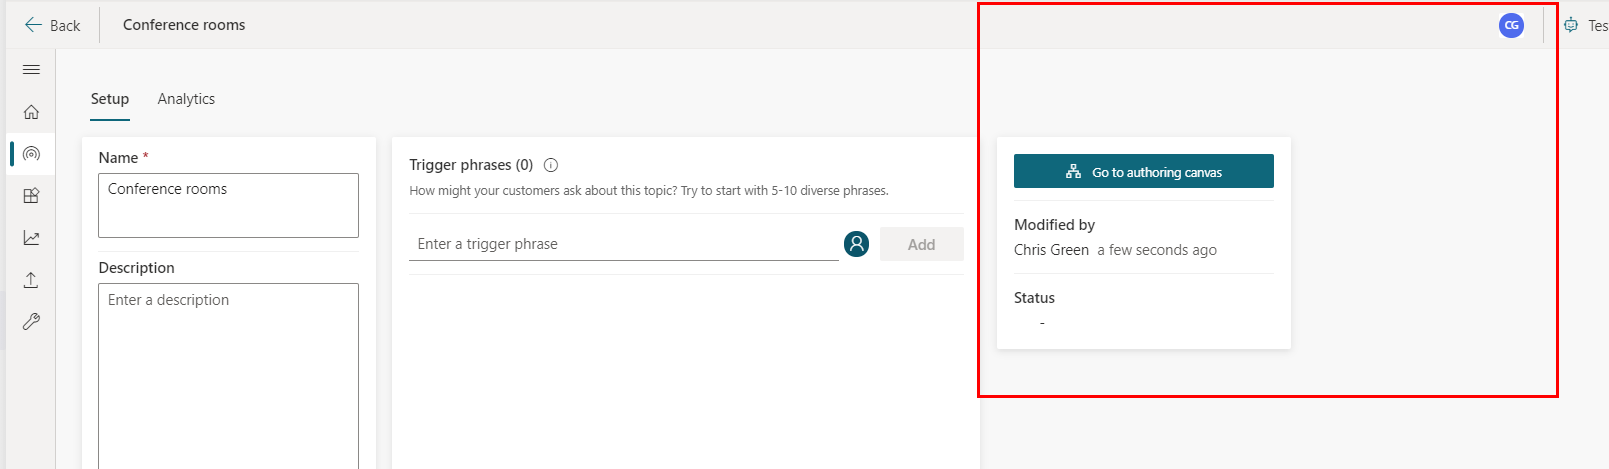 Back
Conference rooms
CG
Tes
Setup
Analytics
Name *
Conference rooms
Description
Enter a description
Trigger phrases (0)
How might your customers ask about this topic? Try to start with 5-10 diverse phrases.
Enter a trigger phrase
Add
Go to authoring canvas
Modified by
Chris Green a few seconds ago
Status
-